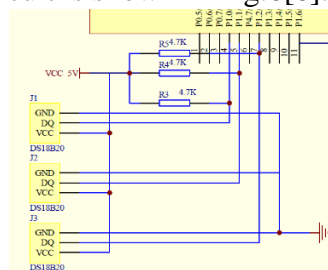 P0.5/
P0.6/
P0.7/
P1.0/
P1.1/
P1.2/
P1.3/
P1.4/
P1.5/
P1.6/
1
2
3
4
5
6
7
8
9
10
11
R5 4.7K
R4 4.7K
VCC 5V
R3 4.7K
J1
GND
DQ
VCC
DS18B20
J2
GND
DQ
VCC
DS18B20
J3
GND
DQ
VCC
DS18B20